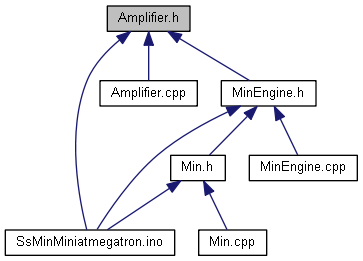 Amplifier.h
Amplifier.cpp
MinEngine.h
Min.h
MinEngine.cpp
SsMinMiniatmegatron.ino
Min.cpp